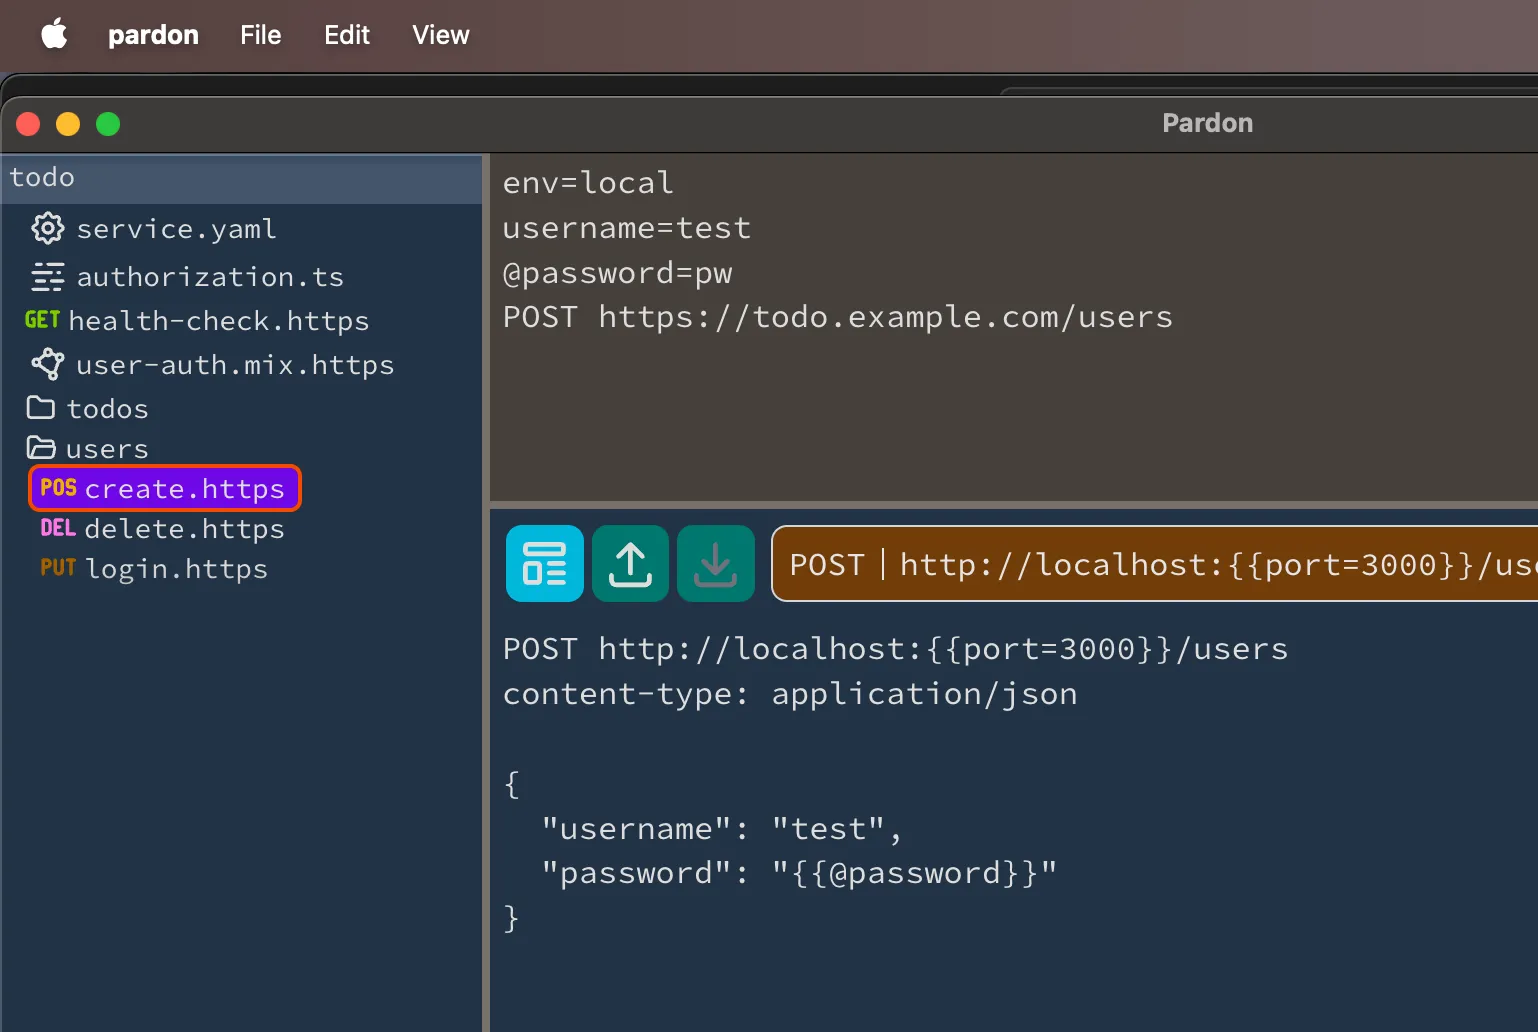 pardon File Edit View
Pardon
todo
service.yaml
authorization.ts
GET health-check.https
user-auth.mix.https
todos
users
POS create.https
DEL delete.https
PUT login.https
env=local
username=test
@password=pw
POST https://todo.example.com/users
POST | http://localhost:{{port=3000}}/us
POST http://localhost:{{port=3000}}/users
content-type: application/json
{
"username": "test",
"password": "{{@password}}"
}